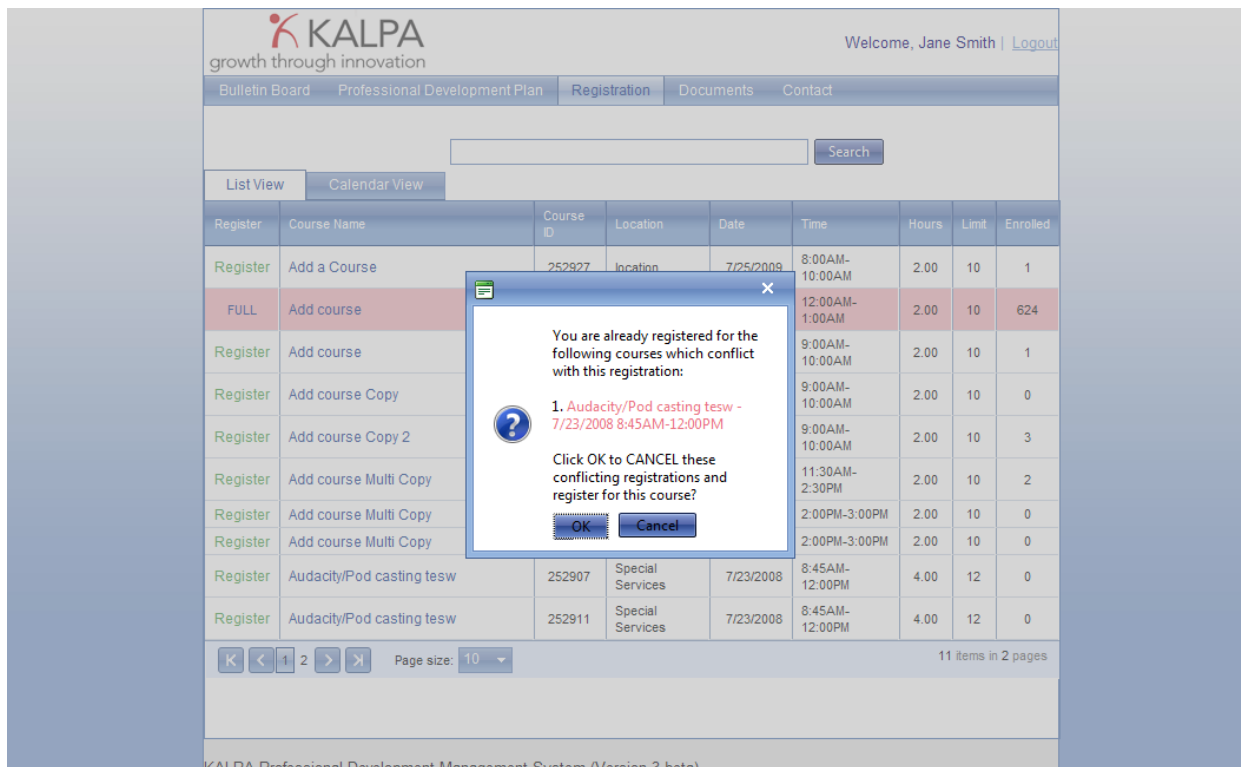 KALPA
growth through innovation
Welcome, Jane Smith | Logout
Bulletin Board Professional Development Plan Registration Documents Contact
Search
List View Calendar View
Register Course Name Course ID Location Date Time Hours Limit Enrolled
Register Add a Course 252927 location 7/25/2009 8:00AM-10:00AM 2.00 10 1
FULL Add course 12:00AM-1:00AM 2.00 10 624
Register Add course 9:00AM-10:00AM 2.00 10 1
Register Add course Copy 9:00AM-10:00AM 2.00 10 0
Register Add course Copy 2 9:00AM-10:00AM 2.00 10 3
Register Add course Multi Copy 11:30AM-2:30PM 2.00 10 2
Register Add course Multi Copy 2:00PM-3:00PM 2.00 10 0
Register Add course Multi Copy 2:00PM-3:00PM 2.00 10 0
Register Audacity/Pod casting tesw 252907 Special Services 7/23/2008 8:45AM-12:00PM 4.00 12 0
Register Audacity/Pod casting tesw 252911 Special Services 7/23/2008 8:45AM-12:00PM 4.00 12 0
You are already registered for the
following courses which conflict
with this registration:
1. Audacity/Pod casting tesw -
7/23/2008 8:45AM-12:00PM
Click OK to CANCEL these
conflicting registrations and
register for this course?
OK Cancel
1 2 Page size: 10 11 items in 2 pages
KALPA Professional Development Management System (Version 3 beta)